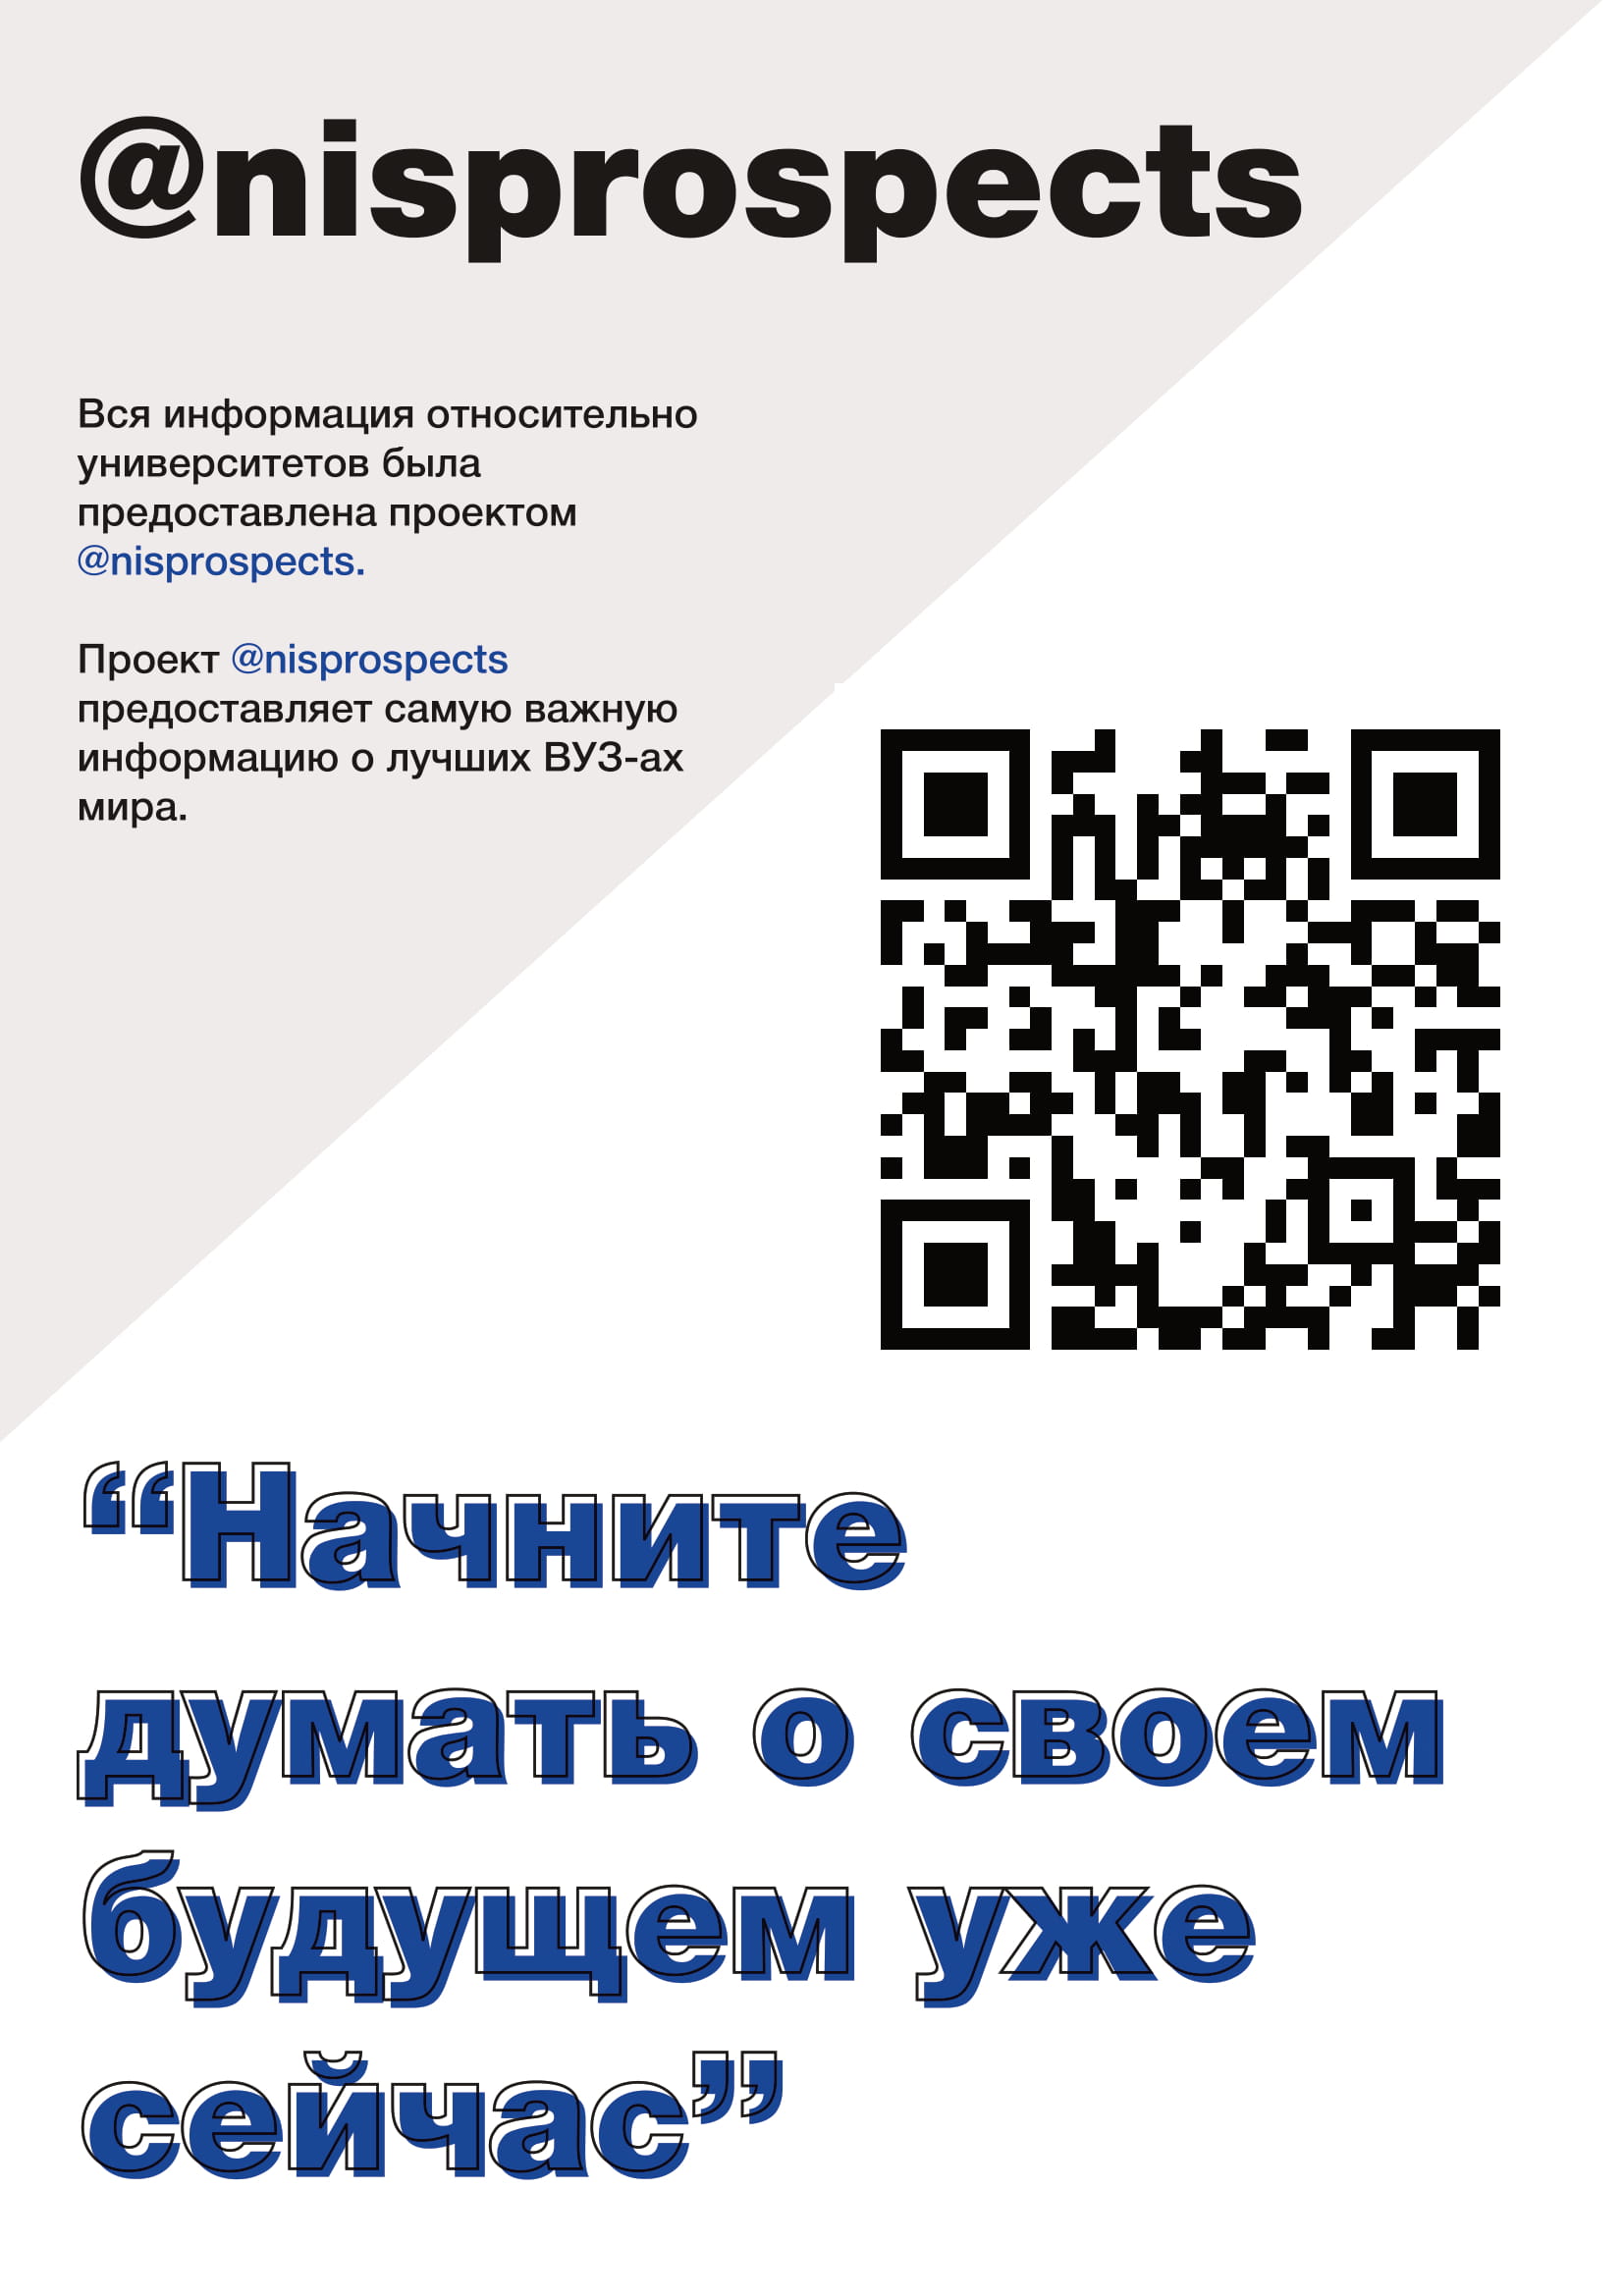 @nisprospects
Вся информация относительно
университетов была
предоставлена проектом
@nisprospects.
Проект @nisprospects
предоставляет самую важную
информацию о лучших ВУЗ-ах
мира.
“Начните
думать о своем
будущем уже
сейчас”